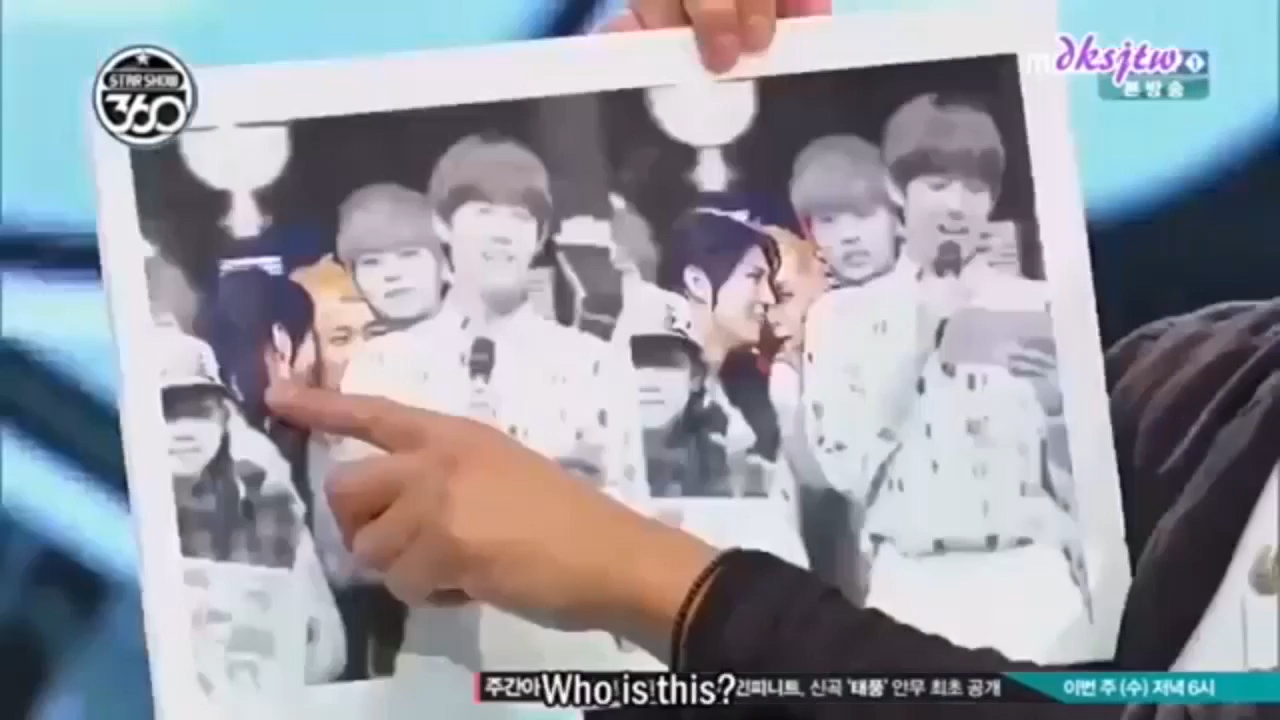 STAR SHOW
360
dksjtw
1
본방송
Who is this?
주간아
인피니트, 신곡 '태풍' 안무 최초 공개
이번 주 (수) 저녁 6시